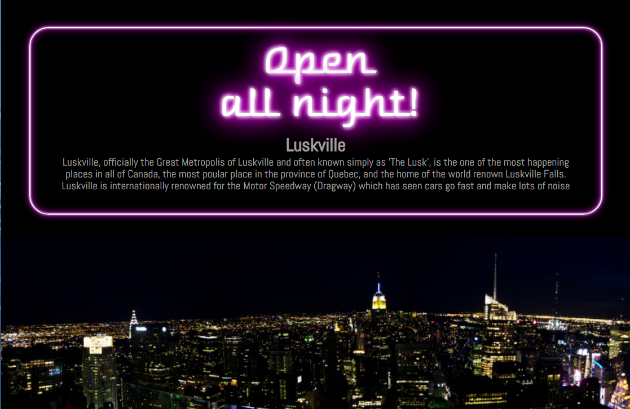 Open
all night!
Luskville
Luskville, officially the Great Metropolis of Luskville and often known simply as 'The Lusk', is the one of the most happening
places in all of Canada, the most poular place in the province of Quebec, and the home of the world renown Luskville Falls.
Luskville is internationally renowned for the Motor Speedway (Dragway) which has seen cars go fast and make lots of noise